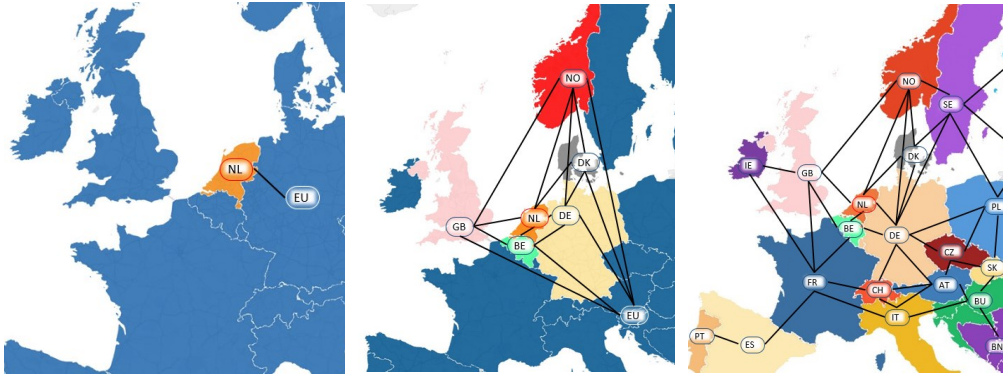 NL
EU
NO
DK
NL
DE
GB
BE
EU
NO
SE
DK
IE
GB
NL
PL
BE
DE
CZ
SK
FR
CH
AT
BU
IT
PT
ES
BN